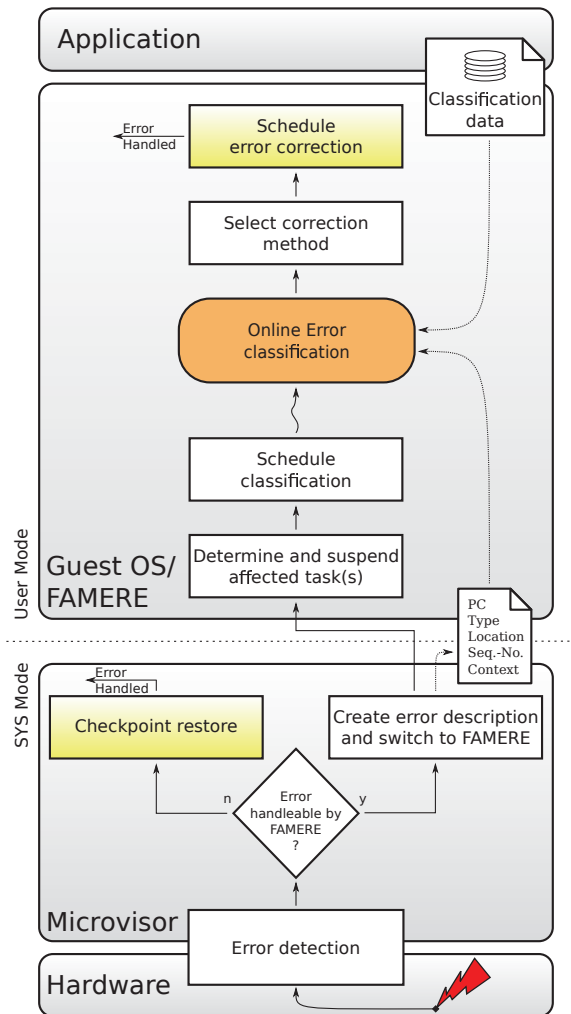 Application
Classification
data
Schedule
error correction
Error
Handled
Select correction
method
Online Error
classification
Schedule
classification
Determine and suspend
affected task(s)
Guest OS/
FAMERE
User Mode
PC
Type
Location
Seq.-No.
Context
SYS Mode
Error
Handled
Checkpoint restore
Create error description
and switch to FAMERE
n
Error
handleable by
FAMERE
?
y
Microvisor
Error detection
Hardware